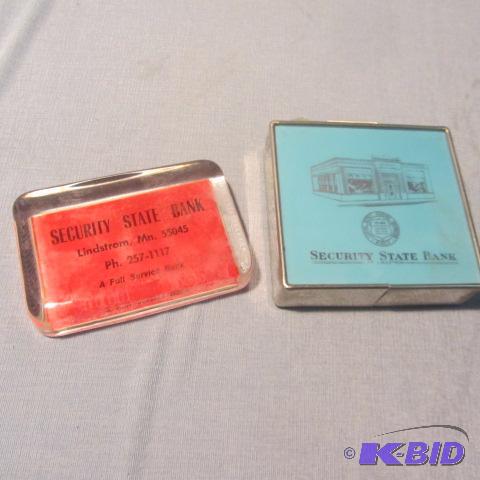 SECURITY STATE BANK
Lindstrom, Mn. 55045
Ph. 257-1117
A Full Service Bank
SECURITY STATE BANK
© K-BID